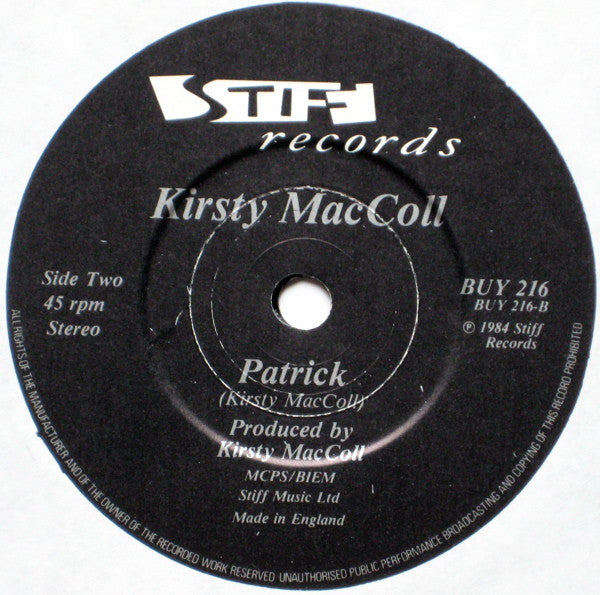 STIFF
records
Kirsty MacColl
Side Two
45 rpm
Stereo
BUY 216
BUY 216-B
℗ 1984 Stiff
Records
Patrick
(Kirsty MacColl)
Produced by
Kirsty MacColl
MCPS/BIEM
Stiff Music Ltd
Made in England
ALL RIGHTS OF THE MANUFACTURER AND OF THE OWNER OF THE RECORDED WORK RESERVED UNAUTHORISED PUBLIC PERFORMANCE BROADCASTING AND COPYING OF THIS RECORD PROHIBITED